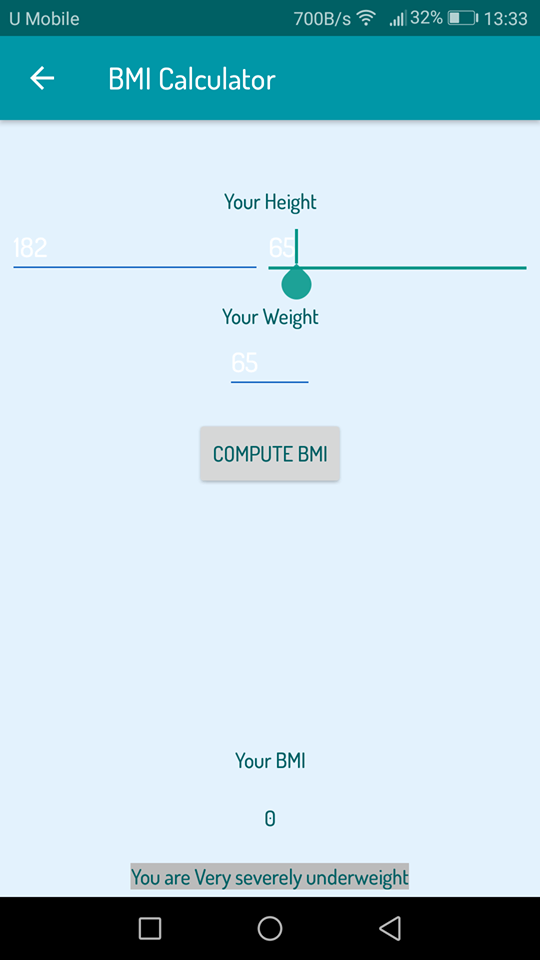 U Mobile 700B/s 32% 13:33
BMI Calculator
Your Height
182 65
Your Weight
65
COMPUTE BMI
Your BMI
0
You are Very severely underweight